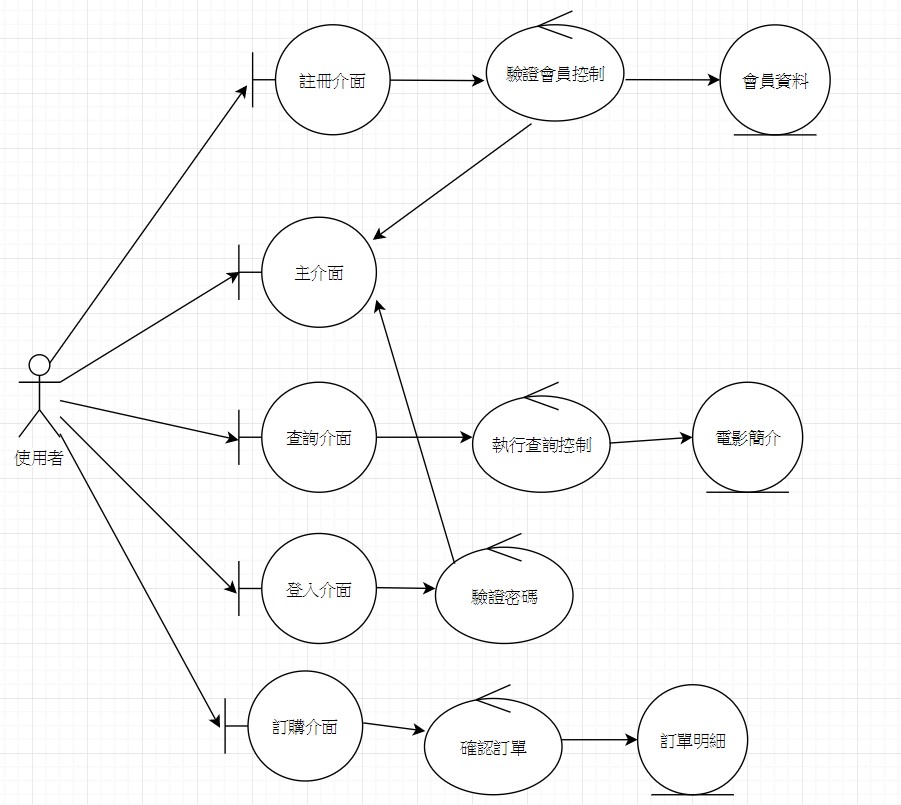 註冊介面
驗證會員控制
會員資料
主介面
使用者
查詢介面
執行查詢控制
電影簡介
登入介面
驗證密碼
訂購介面
確認訂單
訂單明細